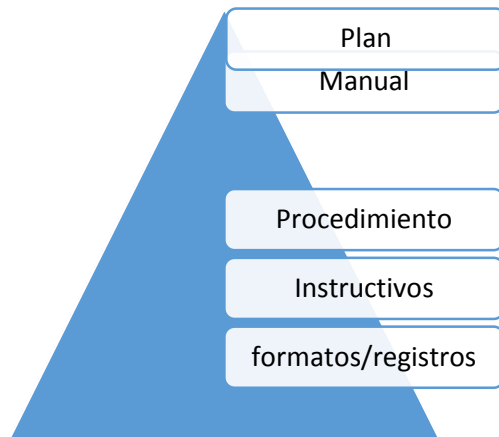 Plan
Manual
Procedimiento
Instructivos
formatos/registros